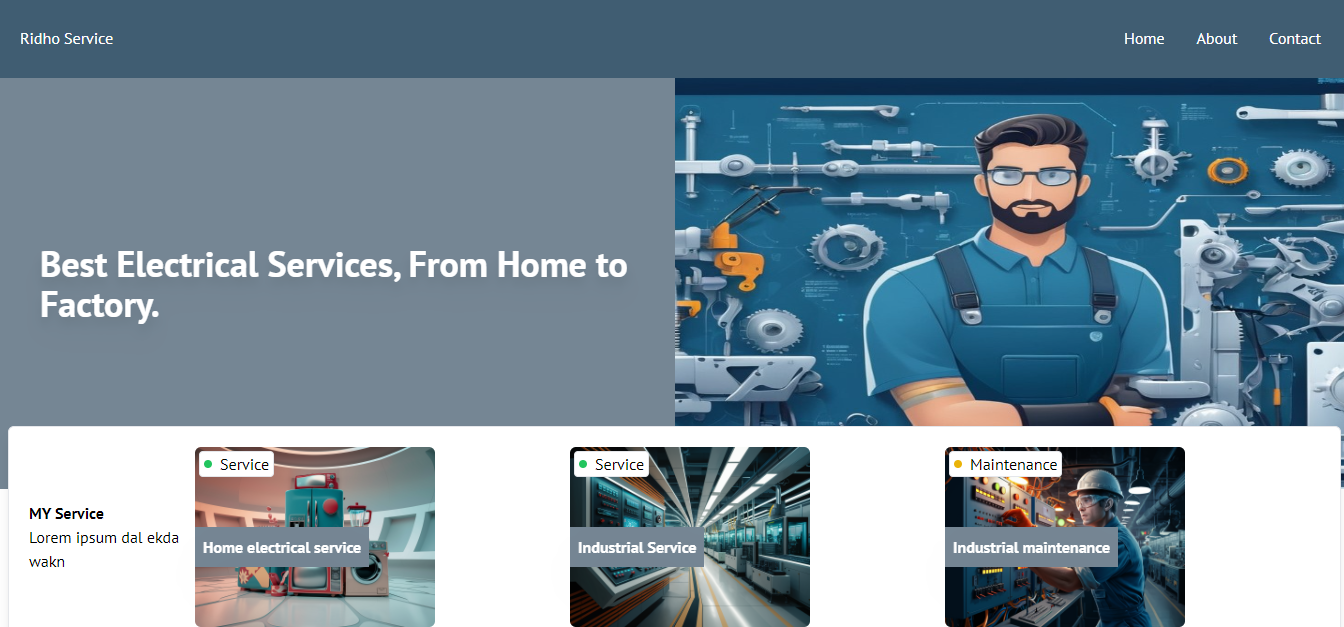 Ridho Service
Home
About
Contact
Best Electrical Services, From Home to
Factory.
MY Service
Lorem ipsum dal ekda
wakn
Service
Home electrical service
Service
Industrial Service
Maintenance
Industrial maintenance